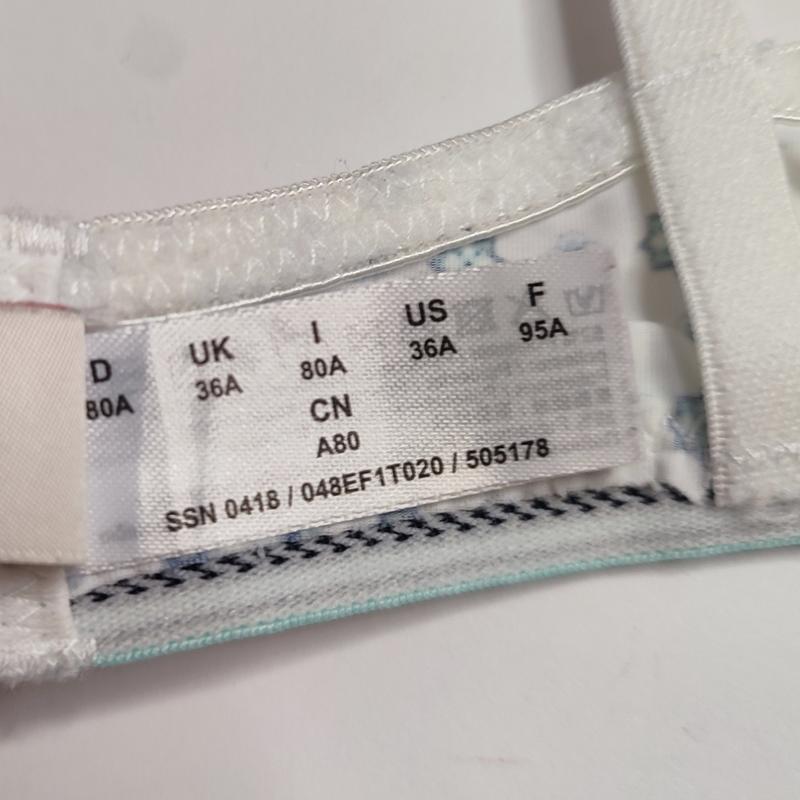 D UK I US F
80A 36A 80A 36A 95A
CN
A80
SSN 0418 / 048EF1T020 / 505178